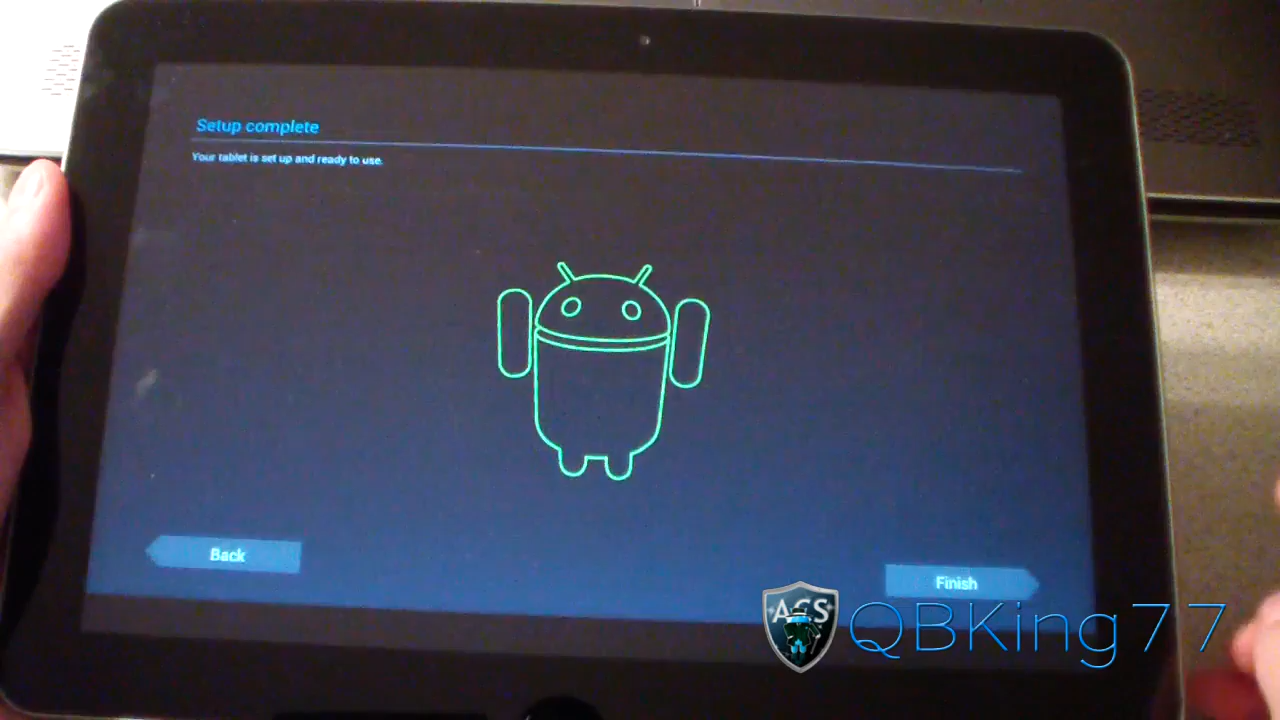 Setup complete
Your tablet is set up and ready to use.
Back
Finish
ACS
QBKing77